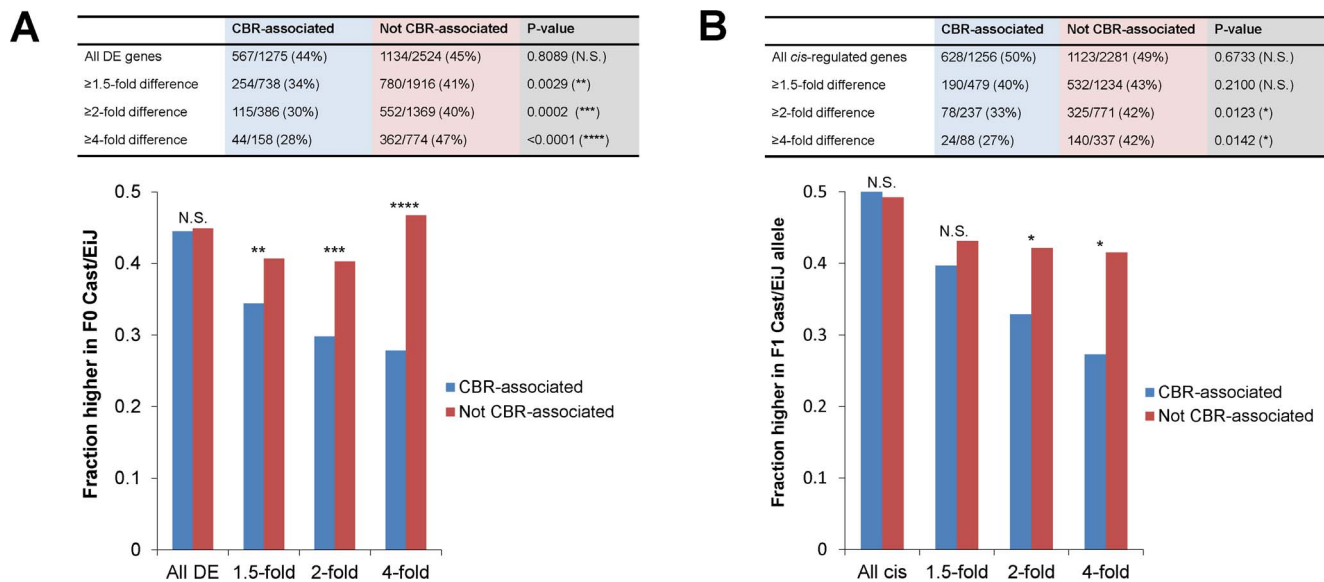 A
CBR-associated Not CBR-associated P-value
All DE genes 567/1275 (44%) 1134/2524 (45%) 0.8089 (N.S.)
≥1.5-fold difference 254/738 (34%) 780/1916 (41%) 0.0029 (**)
≥2-fold difference 115/386 (30%) 552/1369 (40%) 0.0002 (***)
≥4-fold difference 44/158 (28%) 362/774 (47%) <0.0001 (****)
Fraction higher in F0 Cast/EiJ
0.5
0.4
0.3
0.2
0.1
0
N.S.
**
***
****
All DE 1.5-fold 2-fold 4-fold
CBR-associated
Not CBR-associated
B
CBR-associated Not CBR-associated P-value
All cis-regulated genes 628/1256 (50%) 1123/2281 (49%) 0.6733 (N.S.)
≥1.5-fold difference 190/479 (40%) 532/1234 (43%) 0.2100 (N.S.)
≥2-fold difference 78/237 (33%) 325/771 (42%) 0.0123 (*)
≥4-fold difference 24/88 (27%) 140/337 (42%) 0.0142 (*)
Fraction higher in F1 Cast/EiJ allele
0.5
0.4
0.3
0.2
0.1
0
N.S.
N.S.
*
*
All cis 1.5-fold 2-fold 4-fold
CBR-associated
Not CBR-associated